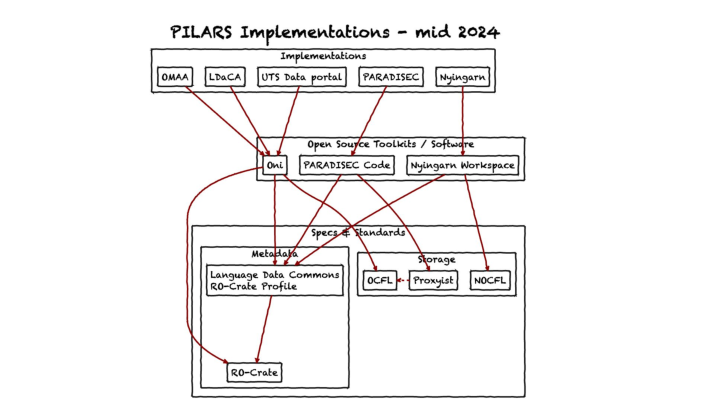 PILARS Implementations - mid 2024
Implementations
OMAA
LDaCA
UTS Data portal
PARADISEC
Nyingarn
Open Source Toolkits / Software
Oni
PARADISEC Code
Nyingarn Workspace
Specs & Standards
Metadata
Storage
Language Data Commons
RO-Crate Profile
OCFL
Proxyist
NOCFL
RO-Crate